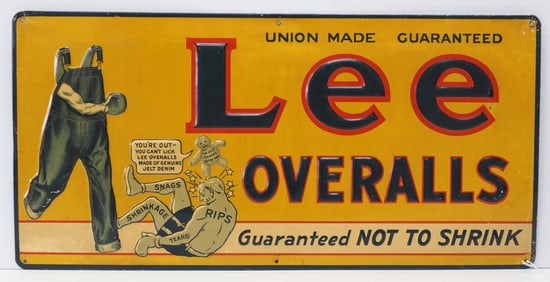 UNION MADE GUARANTEED
Lee
OVERALLS
YOU'RE OUT—
YOU CAN'T LICK
LEE OVERALLS
MADE OF GENUINE
JELT DENIM
SNAGS
SHRINKAGE
RIPS
TEARS
Guaranteed NOT TO SHRINK